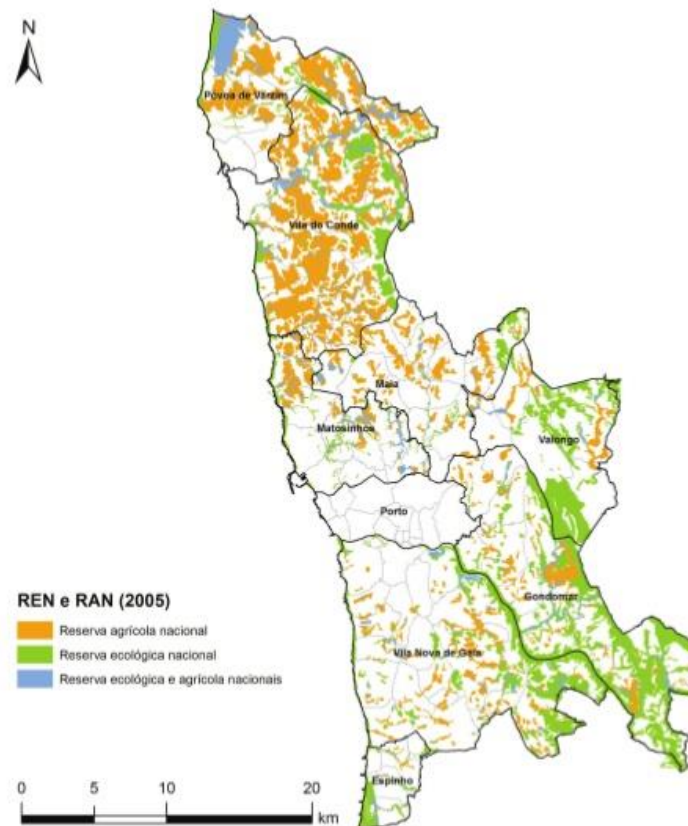 N
Póvoa de Varzim
Vila do Conde
Maia
Matosinhos
Valongo
Porto
Gondomar
Vila Nova de Gaia
Espinho
REN e RAN (2005)
Reserva agrícola nacional
Reserva ecológica nacional
Reserva ecológica e agrícola nacionais
0 5 10 20
km